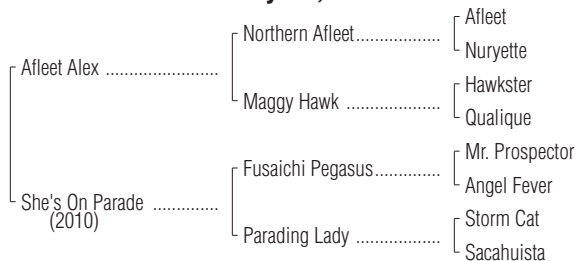 Afleet
Northern Afleet..................
Nuryette
Afleet Alex ........................
Hawkster
Maggy Hawk ....................
Qualique
Mr. Prospector
Fusaichi Pegasus..............
Angel Fever
She's On Parade ..............
(2010)
Storm Cat
Parading Lady ..................
Sacahuista